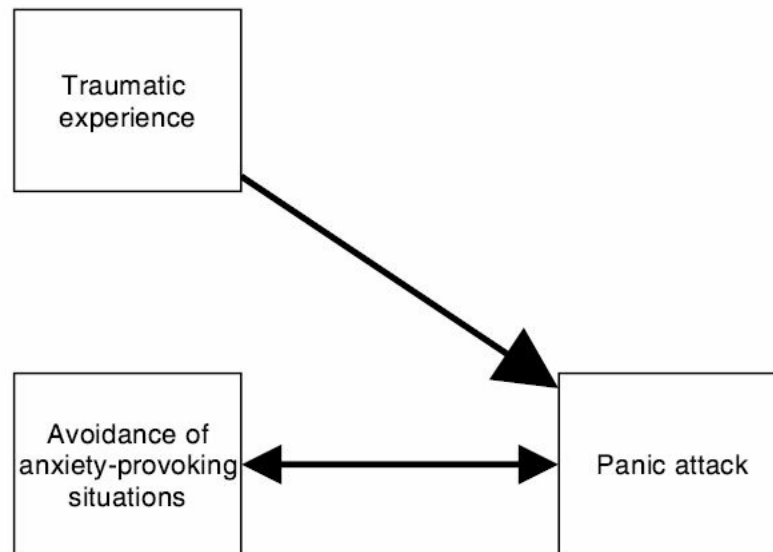 Traumatic
experience
Avoidance of
anxiety-provoking
situations
Panic attack